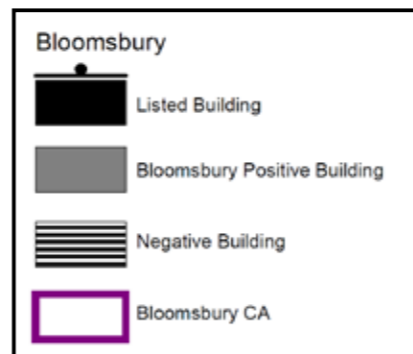 Bloomsbury
Listed Building
Bloomsbury Positive Building
Negative Building
Bloomsbury CA